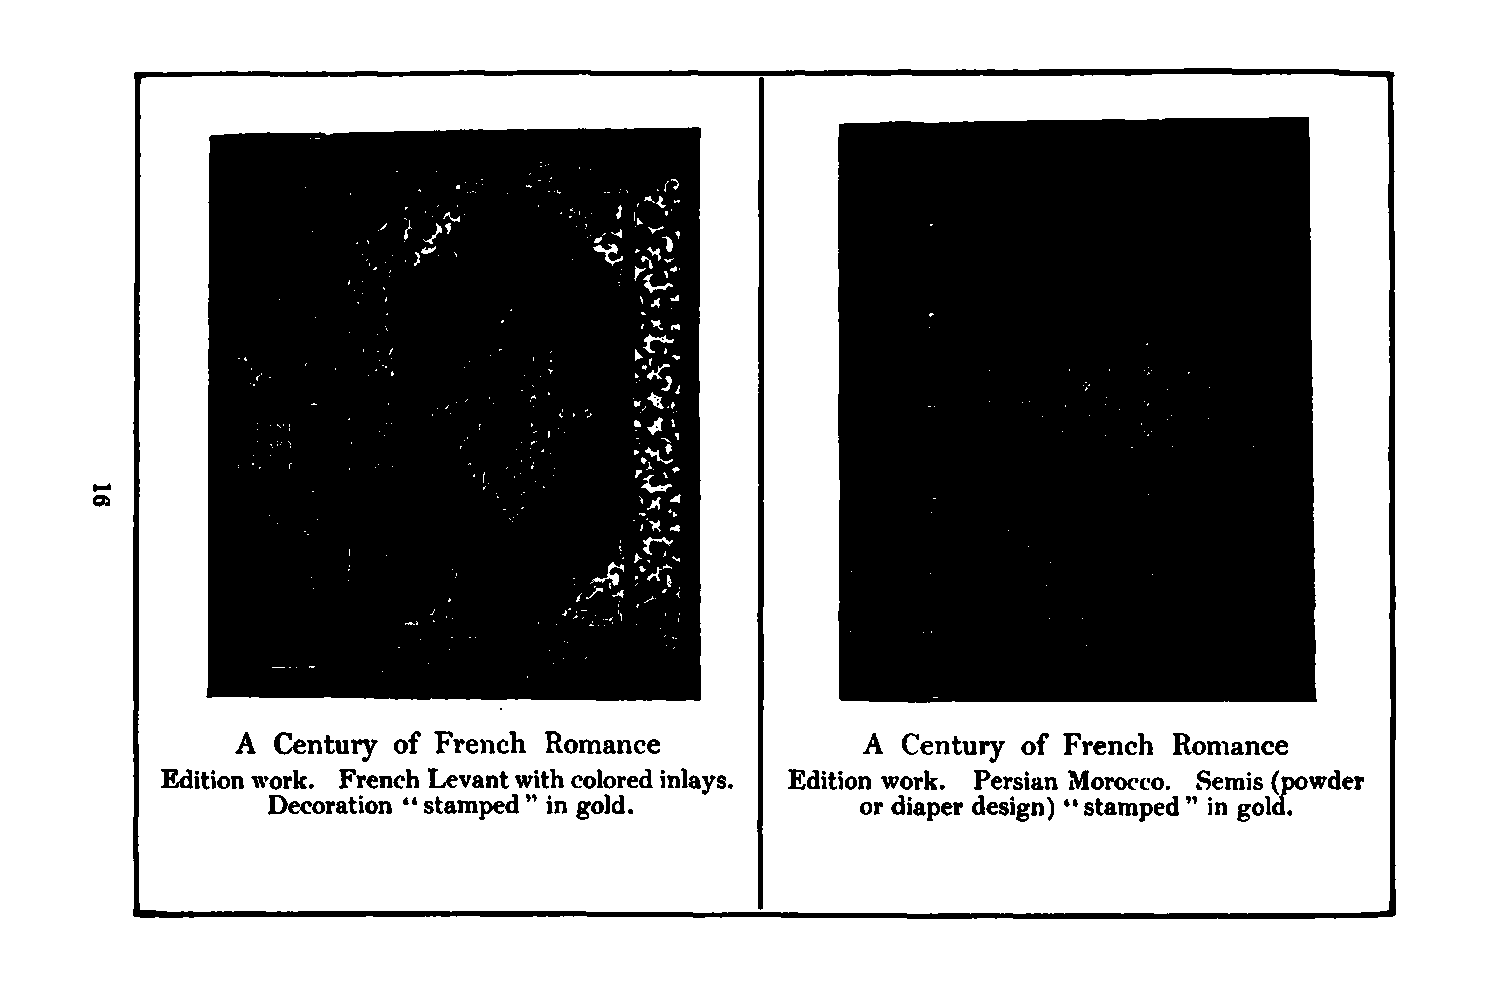 16
A Century of French Romance
Edition work. French Levant with colored inlays.
Decoration “ stamped ” in gold.
A Century of French Romance
Edition work. Persian Morocco. Semis (powder
or diaper design) “ stamped ” in gold.